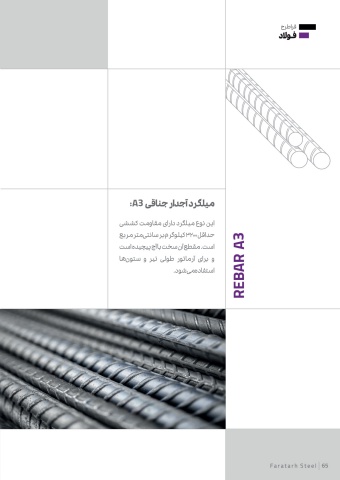 فراطرح
فولاد
میلگرد آجدار جناقی A3:
این نوع میلگرد دارای مقاومت کششی
حداقل ۳۲۰۰ کیلوگرم بر سانتی‌متر مربع
است. مقطع آن سخت با آج پیچیده است
و برای آرماتور طولی تیر و ستون‌ها
استفاده می‌شود.
REBAR A3
Faratarh Steel | 65